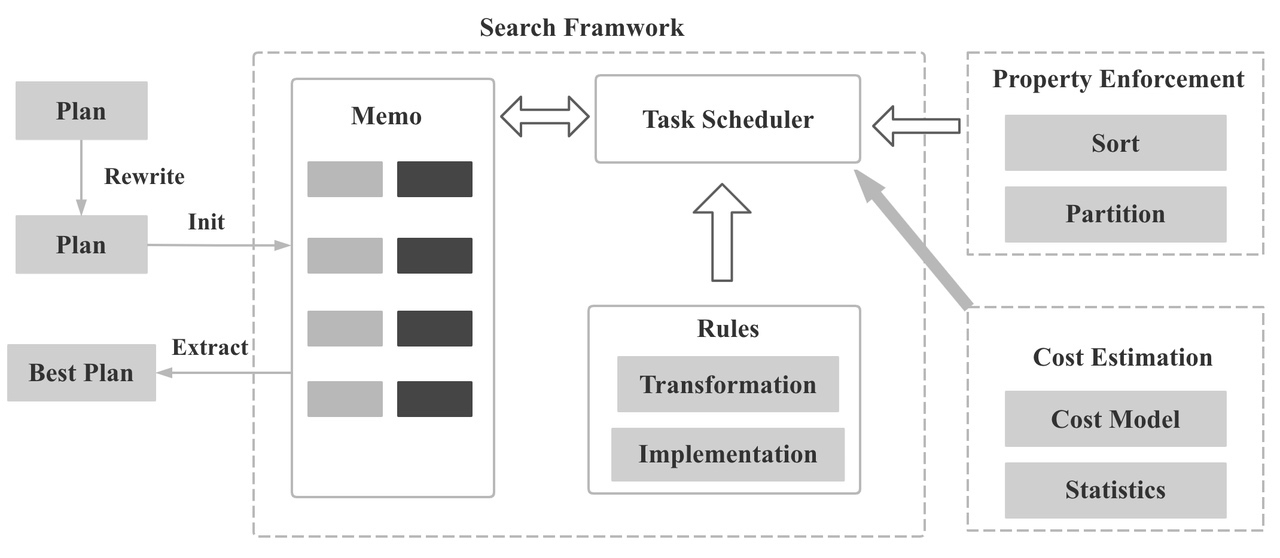 Search Framwork
Plan
Rewrite
Plan
Init
Extract
Best Plan
Memo
Task Scheduler
Rules
Transformation
Implementation
Property Enforcement
Sort
Partition
Cost Estimation
Cost Model
Statistics